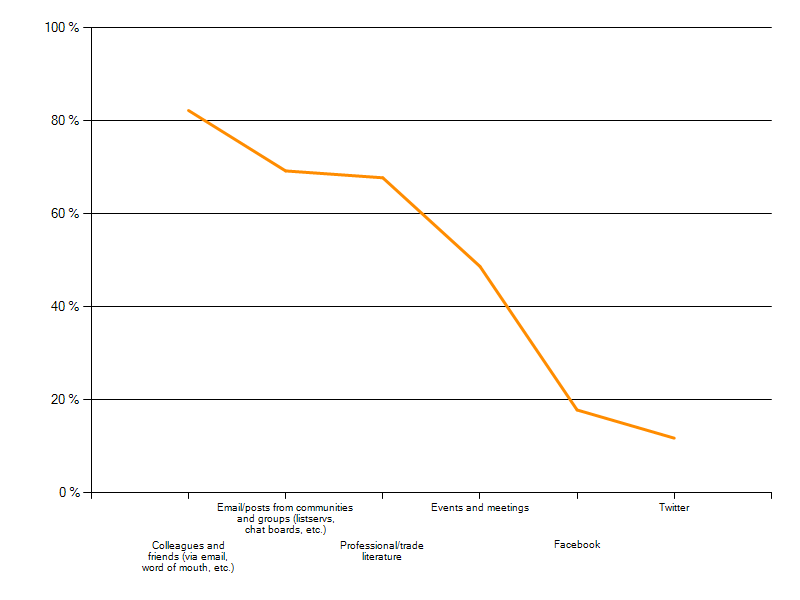 100 %
80 %
60 %
40 %
20 %
0 %
Colleagues and
friends (via email,
word of mouth, etc.)
Email/posts from communities
and groups (listservs,
chat boards, etc.)
Professional/trade
literature
Events and meetings
Facebook
Twitter